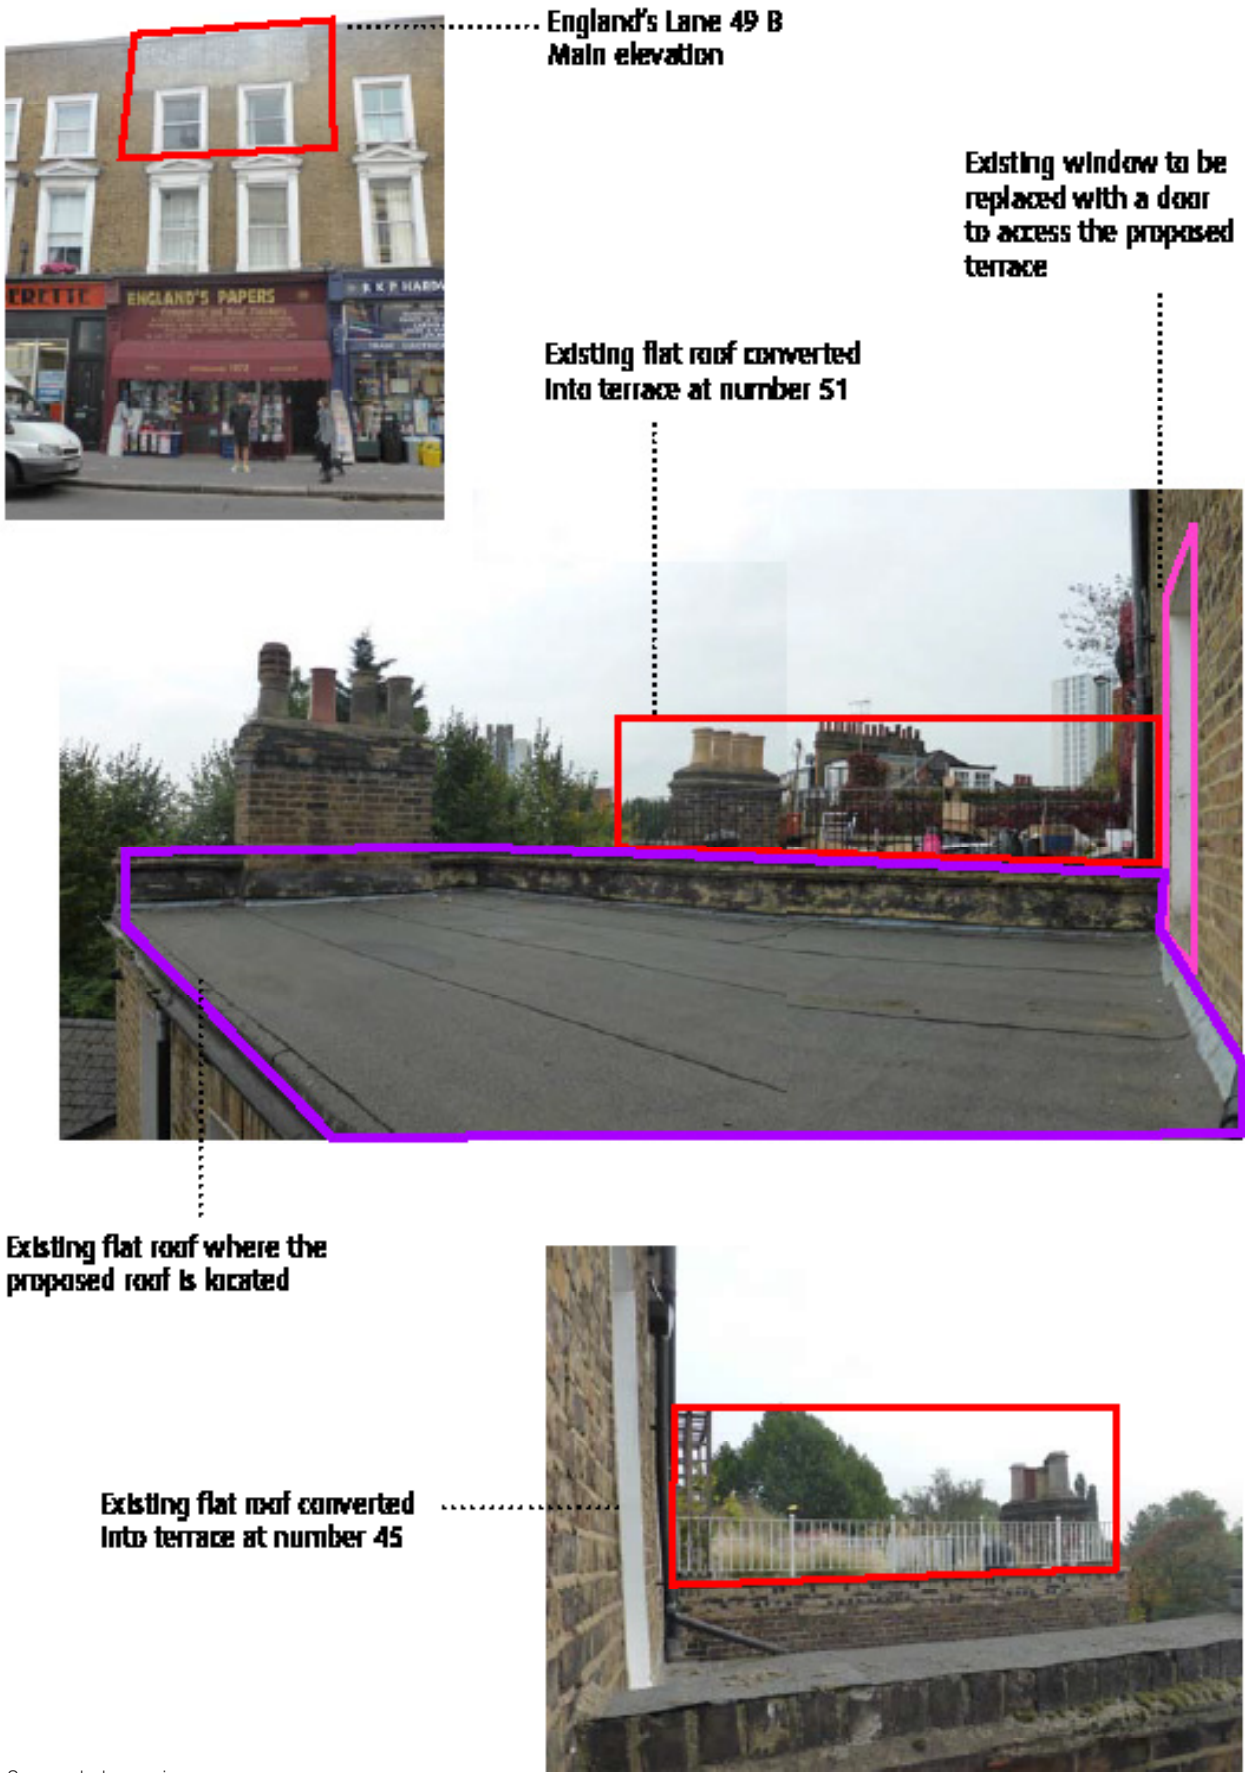 England's Lane 49 B
Main elevation
Existing window to be
replaced with a door
to access the proposed
terrace
ERETTE
ENGLAND'S PAPERS
R K P HARDW
Existing flat roof converted
Into terrace at number 51
Existing flat roof where the
proposed roof is located
Existing flat roof converted
Into terrace at number 45